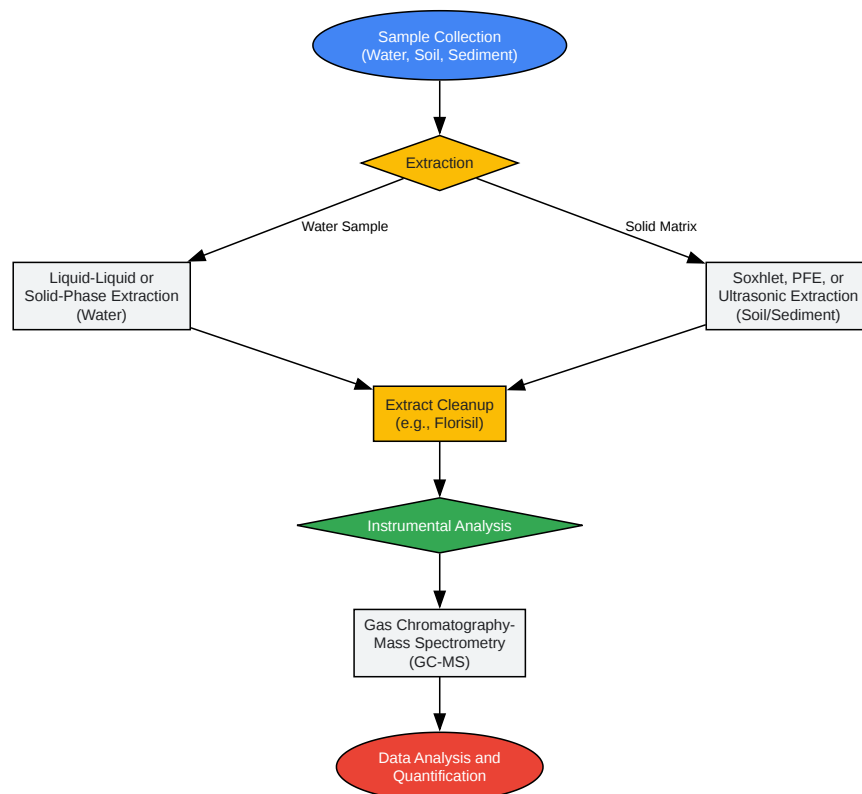 Sample Collection
(Water, Soil, Sediment)
Extraction
Water Sample
Solid Matrix
Liquid-Liquid or
Solid-Phase Extraction
(Water)
Soxhlet, PFE, or
Ultrasonic Extraction
(Soil/Sediment)
Extract Cleanup
(e.g., Florisil)
Instrumental Analysis
Gas Chromatography-
Mass Spectrometry
(GC-MS)
Data Analysis and
Quantification